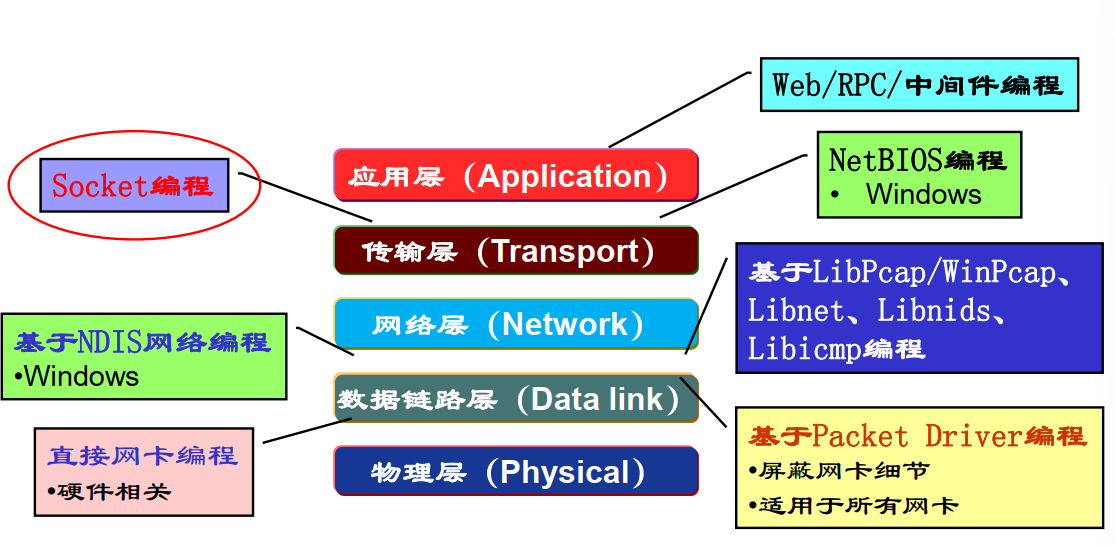 Web/RPC/中间件编程
Socket编程
应用层（Application）
NetBIOS编程
• Windows
传输层（Transport）
基于LibPcap/WinPcap、
Libnet、Libnids、
Libicmp编程
网络层（Network）
基于NDIS网络编程
•Windows
数据链路层（Data link）
基于Packet Driver编程
•屏蔽网卡细节
•适用于所有网卡
直接网卡编程
•硬件相关
物理层（Physical）